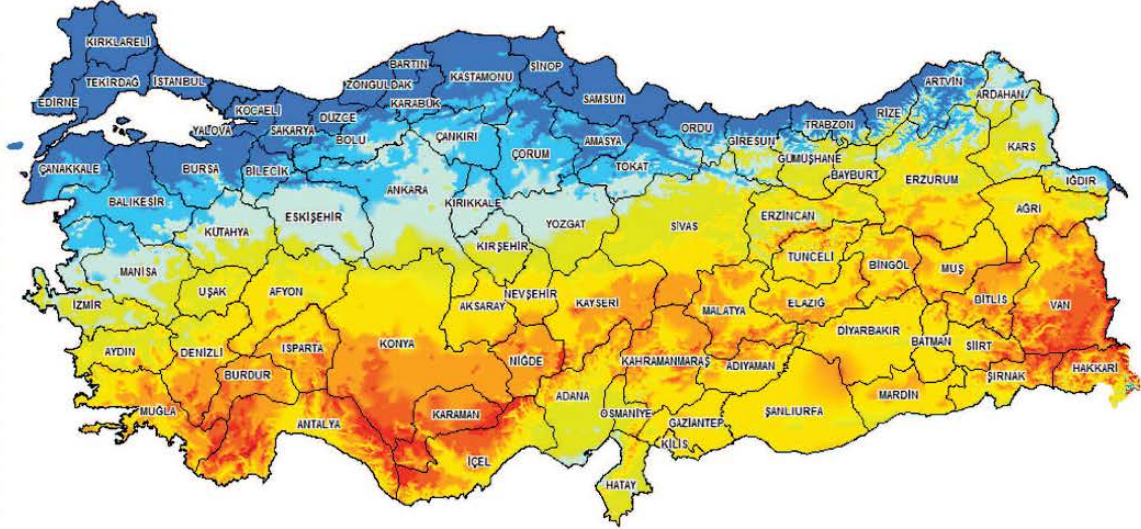 KIRKLARELİ
TEKİRDAĞ
İSTANBUL
EDİRNE
KOCAELİ
YALOVA
SAKARYA
DÜZCE
BOLU
ZONGULDAK
BARTIN
KARABÜK
KASTAMONU
SİNOP
SAMSUN
ÇANKIRI
ÇORUM
AMASYA
TOKAT
ORDU
GİRESUN
TRABZON
RİZE
ARTVİN
ARDAHAN
GÜMÜŞHANE
BAYBURT
ERZURUM
KARS
IĞDIR
AĞRI
ÇANAKKALE
BURSA
BİLECİK
BALIKESİR
KÜTAHYA
ESKİŞEHİR
ANKARA
KIRIKKALE
YOZGAT
KIRŞEHİR
SİVAS
ERZİNCAN
TUNCELİ
BİNGÖL
MUŞ
BİTLİS
VAN
MANİSA
İZMİR
UŞAK
AFYON
AKSARAY
NEVŞEHİR
KAYSERİ
MALATYA
ELAZIĞ
DİYARBAKIR
BATMAN
SİİRT
ŞIRNAK
HAKKARİ
AYDIN
DENİZLİ
ISPARTA
BURDUR
KONYA
NİĞDE
KAHRAMANMARAŞ
ADIYAMAN
MARDİN
MUĞLA
ANTALYA
KARAMAN
İÇEL
ADANA
OSMANİYE
GAZİANTEP
KİLİS
ŞANLIURFA
HATAY